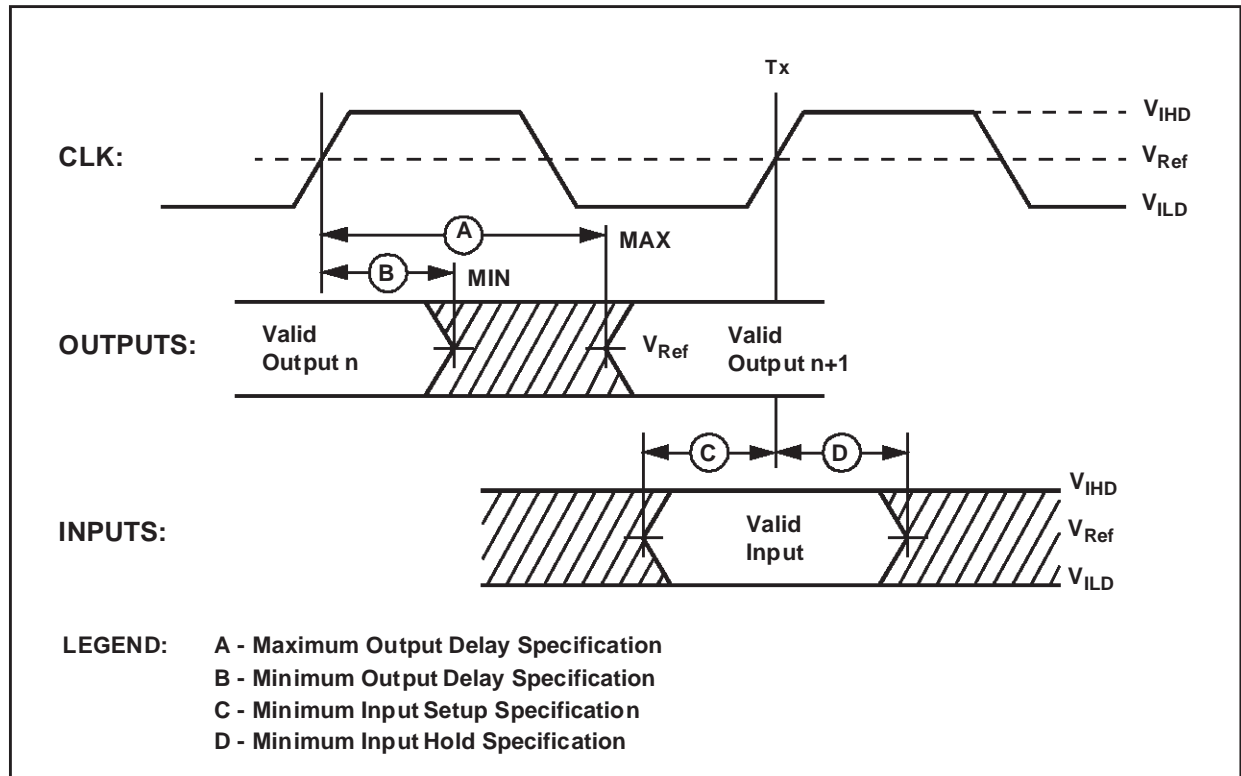 Tx
CLK:
V_IHD
V_Ref
V_ILD
A
MAX
B
MIN
OUTPUTS:
Valid
Output n
V_Ref
Valid
Output n+1
C
D
INPUTS:
Valid
Input
V_IHD
V_Ref
V_ILD
LEGEND:
A - Maximum Output Delay Specification
B - Minimum Output Delay Specification
C - Minimum Input Setup Specification
D - Minimum Input Hold Specification